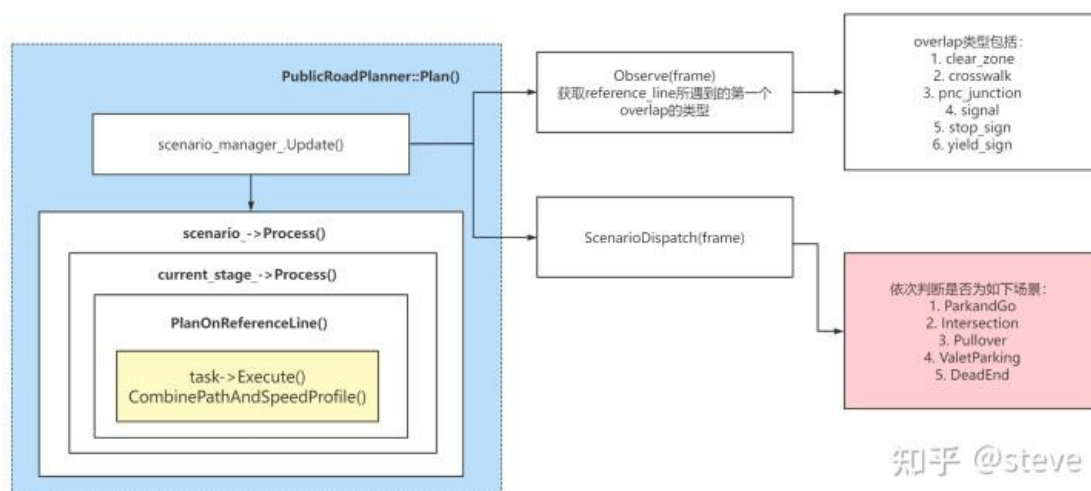 PublicRoadPlanner::Plan()
scenario_manager_.Update()
scenario_->Process()
current_stage_->Process()
PlanOnReferenceLine()
task->Execute()
CombinePathAndSpeedProfile()
Observe(frame)
获取reference_line所遇到的第一个
overlap的类型
overlap类型包括：
1. clear_zone
2. crosswalk
3. pnc_junction
4. signal
5. stop_sign
6. yield_sign
ScenarioDispatch(frame)
依次判断是否为如下场景：
1. ParkandGo
2. Intersection
3. Pullover
4. ValetParking
5. DeadEnd
知乎 @steve